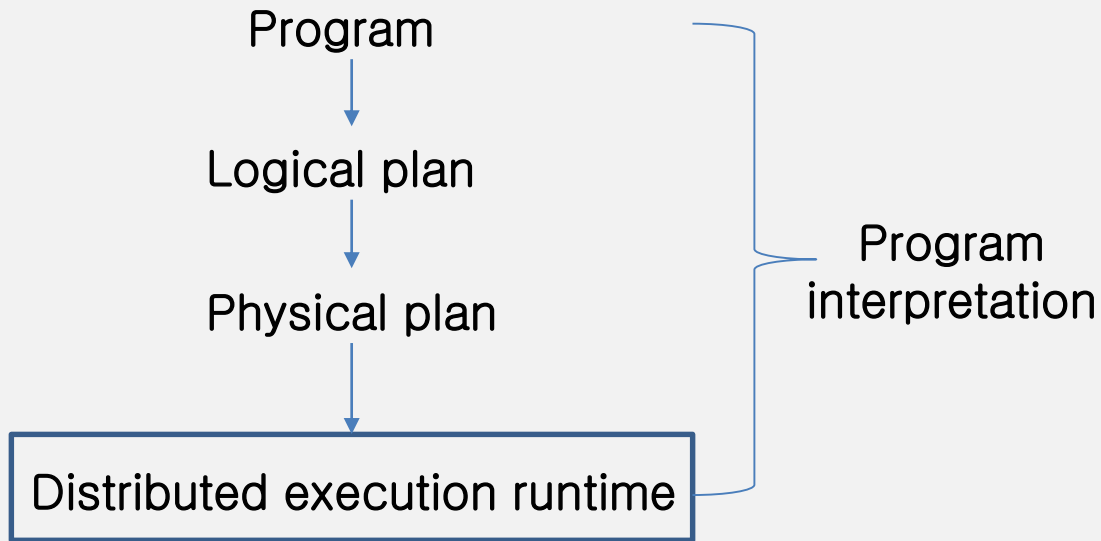 Program
Logical plan
Physical plan
Distributed execution runtime
Program
interpretation